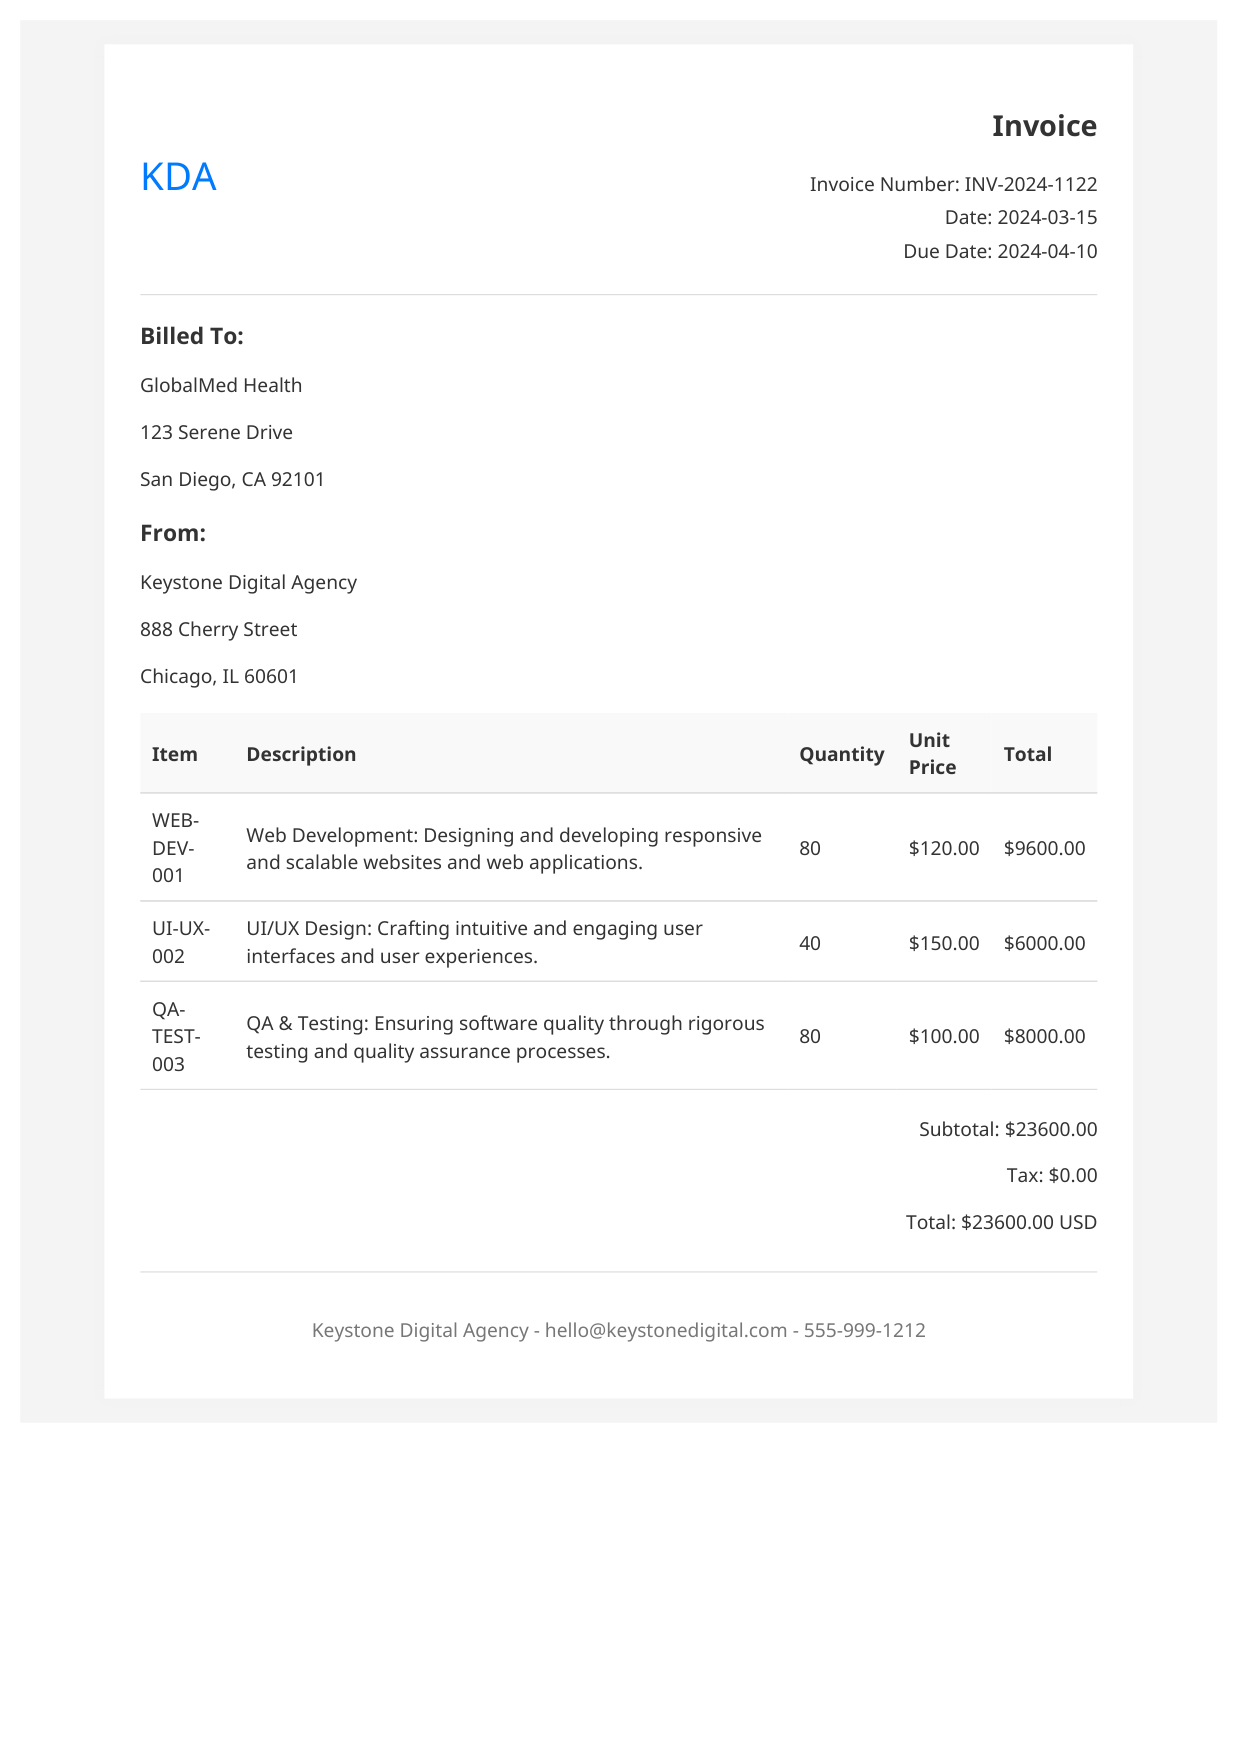 Invoice
KDA
Invoice Number: INV-2024-1122
Date: 2024-03-15
Due Date: 2024-04-10
Billed To:
GlobalMed Health
123 Serene Drive
San Diego, CA 92101
From:
Keystone Digital Agency
888 Cherry Street
Chicago, IL 60601
Item Description Quantity Unit Price Total
WEB-DEV-001 Web Development: Designing and developing responsive and scalable websites and web applications. 80 $120.00 $9600.00
UI-UX-002 UI/UX Design: Crafting intuitive and engaging user interfaces and user experiences. 40 $150.00 $6000.00
QA-TEST-003 QA & Testing: Ensuring software quality through rigorous testing and quality assurance processes. 80 $100.00 $8000.00
Subtotal: $23600.00
Tax: $0.00
Total: $23600.00 USD
Keystone Digital Agency - hello@keystonedigital.com - 555-999-1212